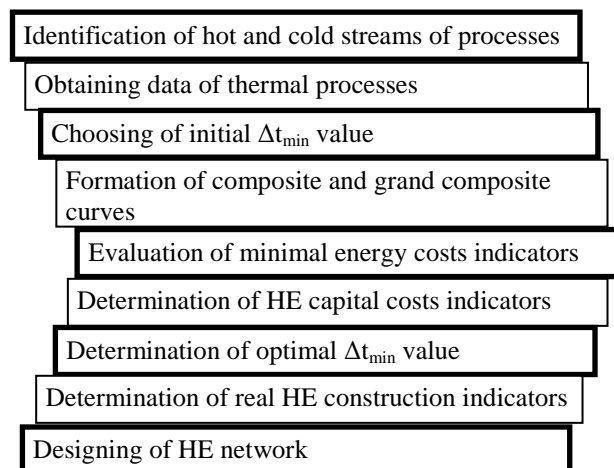 Identification of hot and cold streams of processes
Obtaining data of thermal processes
Choosing of initial Δtmin value
Formation of composite and grand composite
curves
Evaluation of minimal energy costs indicators
Determination of HE capital costs indicators
Determination of optimal Δtmin value
Determination of real HE construction indicators
Designing of HE network